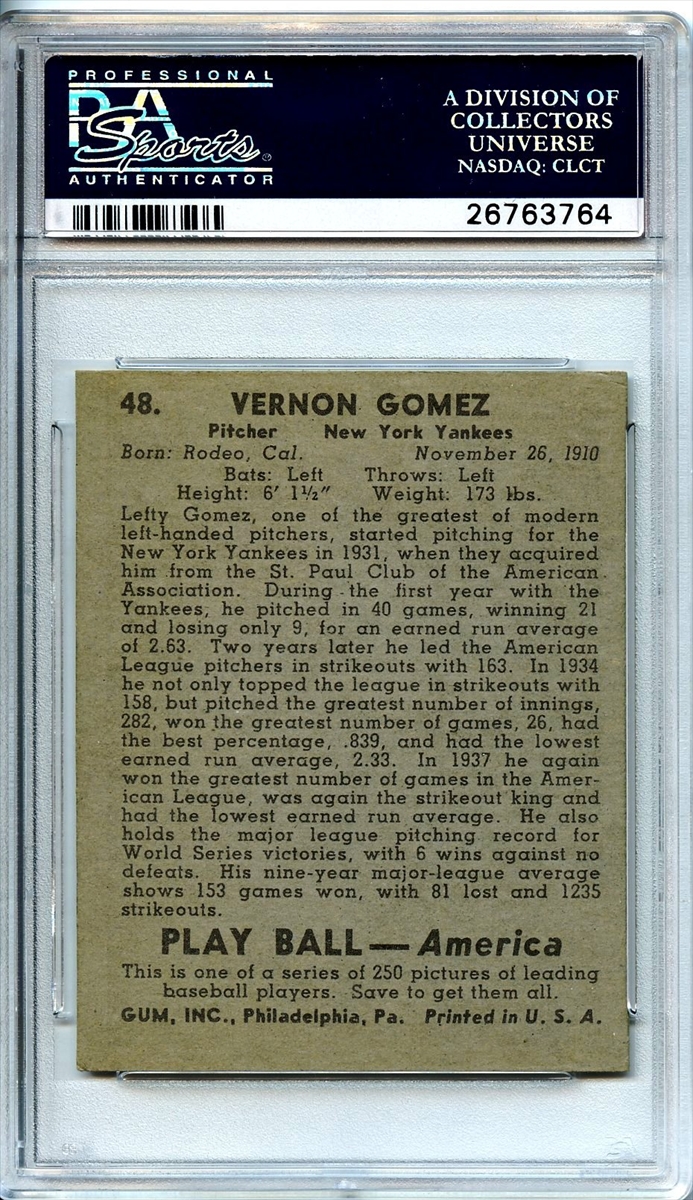 PROFESSIONAL
PSA
Sports®
AUTHENTICATOR
A DIVISION OF
COLLECTORS
UNIVERSE
NASDAQ: CLCT
26763764
48. VERNON GOMEZ
Pitcher New York Yankees
Born: Rodeo, Cal. November 26, 1910
Bats: Left Throws: Left
Height: 6' 1½" Weight: 173 lbs.
Lefty Gomez, one of the greatest of modern
left-handed pitchers, started pitching for the
New York Yankees in 1931, when they acquired
him from the St. Paul Club of the American
Association. During the first year with the
Yankees, he pitched in 40 games, winning 21
and losing only 9, for an earned run average
of 2.63. Two years later he led the American
League pitchers in strikeouts with 163. In 1934
he not only topped the league in strikeouts with
158, but pitched the greatest number of innings,
282, won the greatest number of games, 26, had
the best percentage, .839, and had the lowest
earned run average, 2.33. In 1937 he again
won the greatest number of games in the Amer-
ican League, was again the strikeout king and
had the lowest earned run average. He also
holds the major league pitching record for
World Series victories, with 6 wins against no
defeats. His nine-year major-league average
shows 153 games won, with 81 lost and 1235
strikeouts.
PLAY BALL—America
This is one of a series of 250 pictures of leading
baseball players. Save to get them all.
GUM, INC., Philadelphia, Pa. Printed in U. S. A.